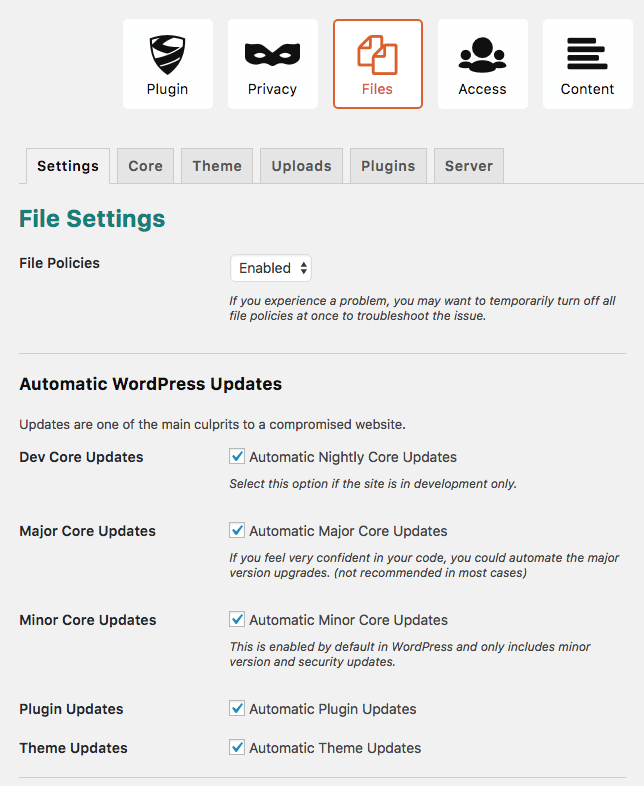 Plugin Privacy Files Access Content
Settings Core Theme Uploads Plugins Server
File Settings
File Policies Enabled
If you experience a problem, you may want to temporarily turn off all
file policies at once to troubleshoot the issue.
Automatic WordPress Updates
Updates are one of the main culprits to a compromised website.
Dev Core Updates Automatic Nightly Core Updates
Select this option if the site is in development only.
Major Core Updates Automatic Major Core Updates
If you feel very confident in your code, you could automate the major
version upgrades. (not recommended in most cases)
Minor Core Updates Automatic Minor Core Updates
This is enabled by default in WordPress and only includes minor
version and security updates.
Plugin Updates Automatic Plugin Updates
Theme Updates Automatic Theme Updates